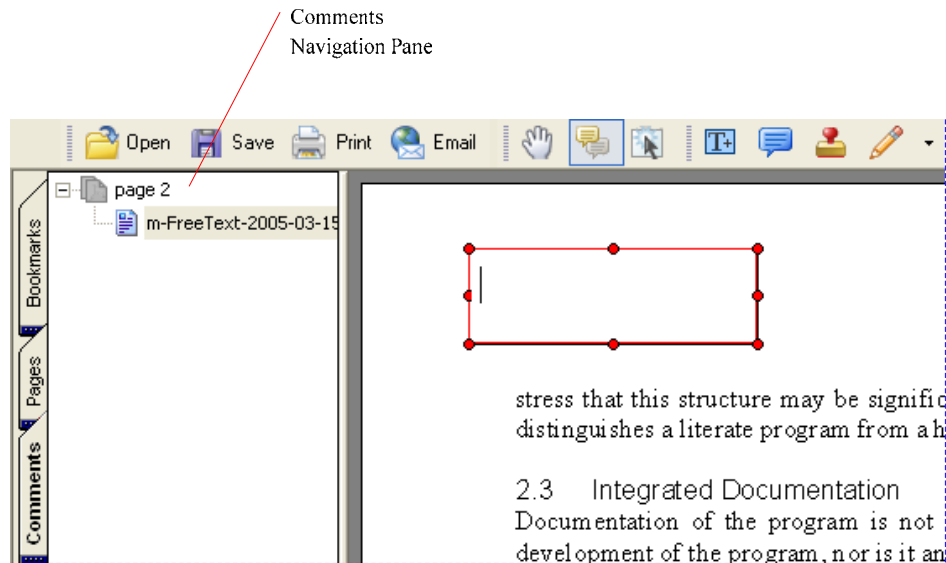 Comments
Navigation Pane
Open Save Print Email T+
page 2
m-FreeText-2005-03-15
Bookmarks
Pages
Comments
stress that this structure may be
distinguishes a literate program from a
2.3 Integrated Documentation
Documentation of the program is not
development of the program, nor is it